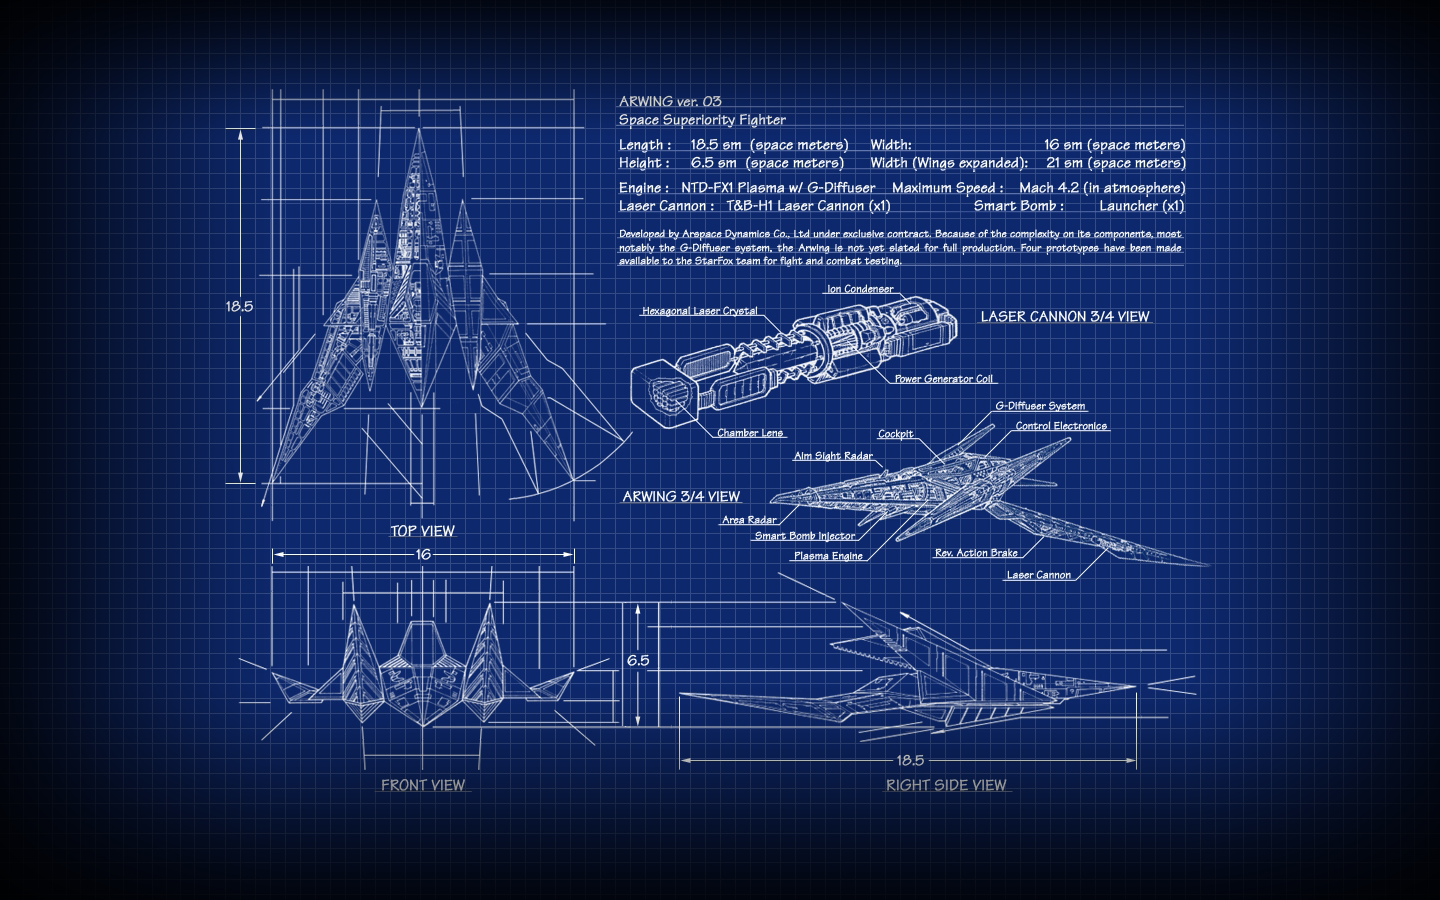 ARWING ver. 03
Space Superiority Fighter
Length : 18.5 sm (space meters) Width: 16 sm (space meters)
Height : 6.5 sm (space meters) Width (Wings expanded): 21 sm (space meters)
Engine : NTD-FX1 Plasma w/ G-Diffuser Maximum Speed : Mach 4.2 (in atmosphere)
Laser Cannon : T&B-H1 Laser Cannon (x1) Smart Bomb : Launcher (x1)
Developed by Arspace Dynamics Co., Ltd under exclusive contract. Because of the complexity on its components, most
notably the G-Diffuser system, the Arwing is not yet slated for full production. Four prototypes have been made
available to the StarFox team for fight and combat testing.
18.5
TOP VIEW
16
Ion Condenser
Hexagonal Laser Crystal
LASER CANNON 3/4 VIEW
Power Generator Coil
Chamber Lens
G-Diffuser System
Control Electronics
Cockpit
Aim Sight Radar
ARWING 3/4 VIEW
Area Radar
Smart Bomb Injector
Plasma Engine
Rev. Action Brake
Laser Cannon
6.5
18.5
FRONT VIEW
RIGHT SIDE VIEW